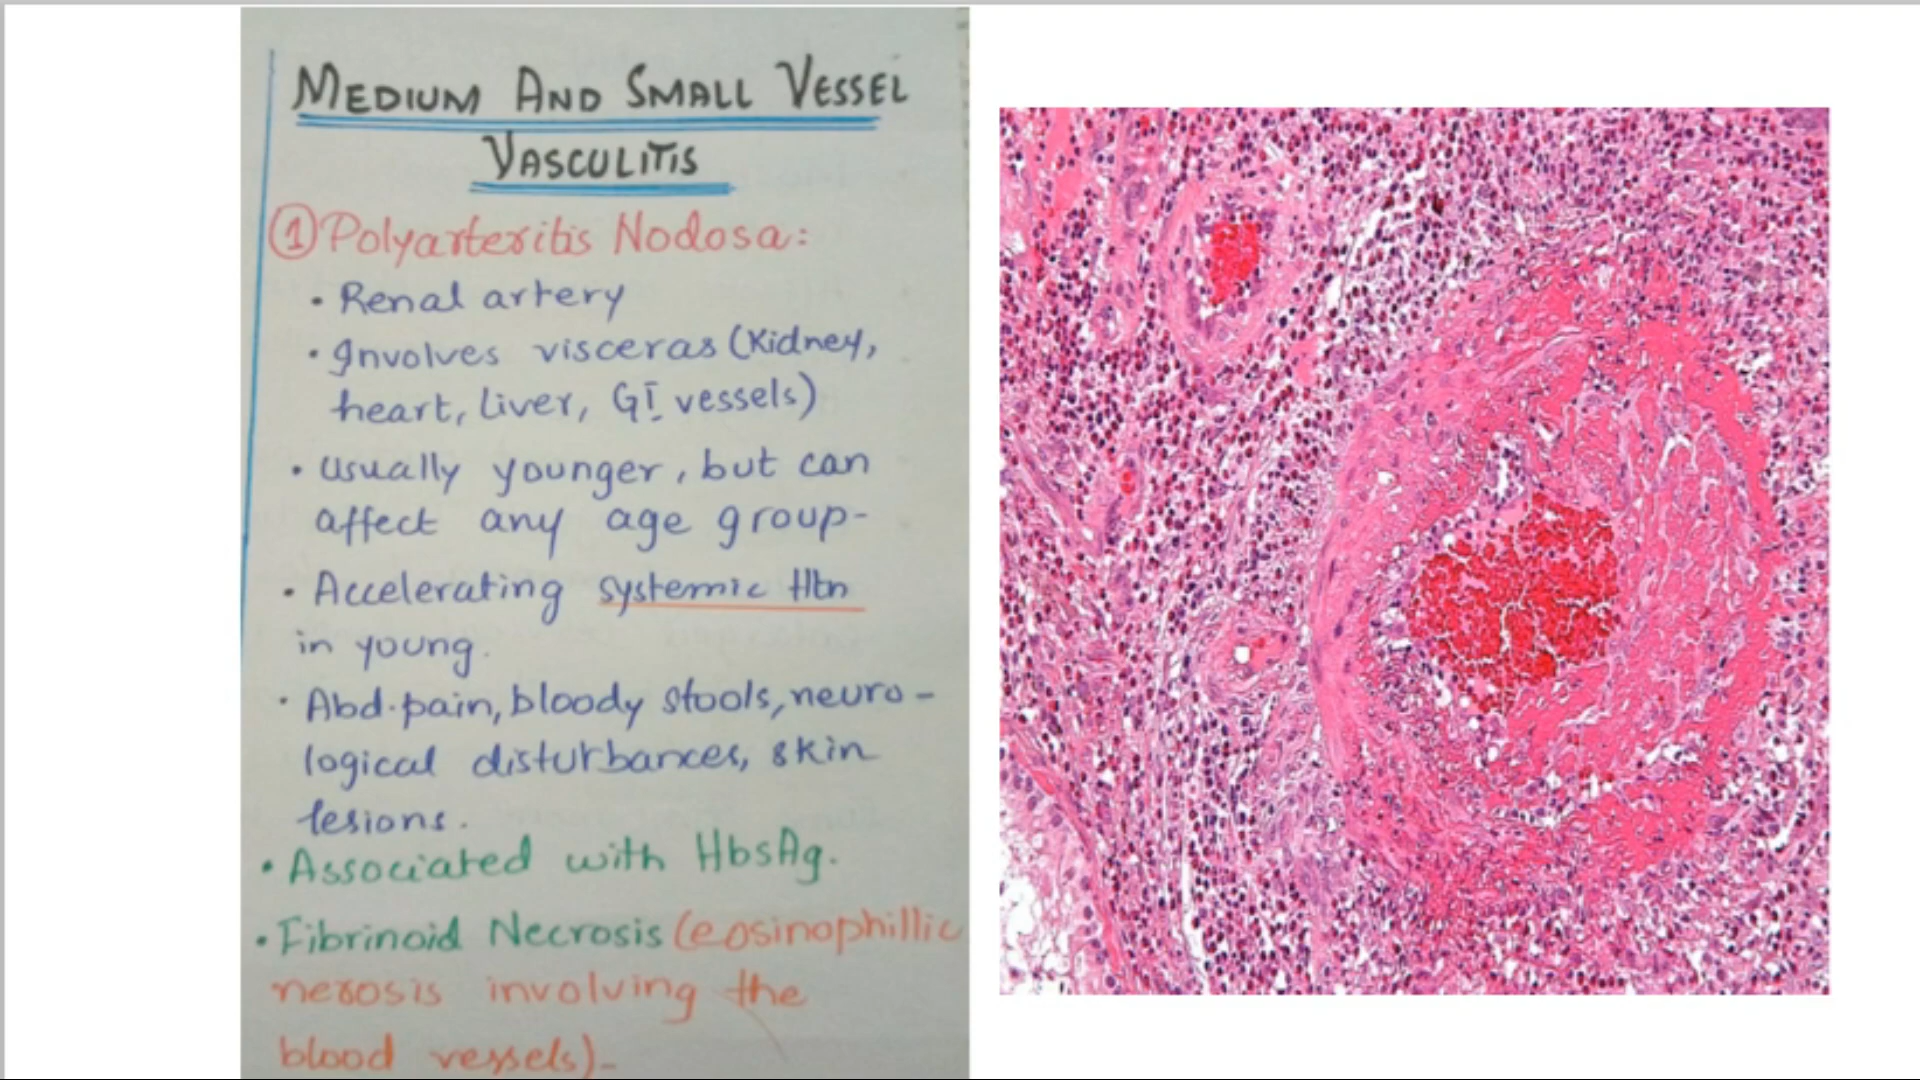 MEDIUM AND SMALL VESSEL
VASCULITIS
① Polyarteritis Nodosa:
• Renal artery
• Involves visceras (Kidney,
heart, Liver, GI vessels)
• usually younger, but can
affect any age group-
• Accelerating systemic Htn
in young.
• Abd. pain, bloody stools, neuro-
logical disturbances, skin
lesions.
• Associated with HbsAg.
• Fibrinoid Necrosis (eosinophillic
nerosis involving the
blood vessels)-